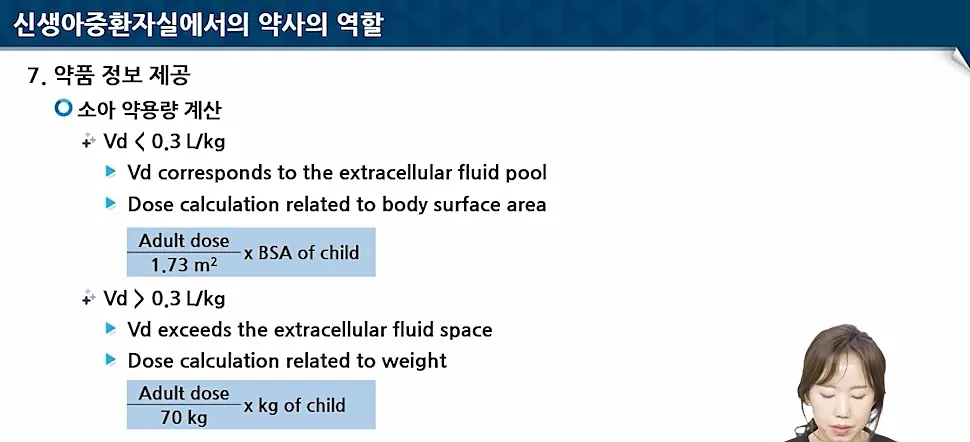 신생아중환자실에서의 약사의 역할
7. 약품 정보 제공
소아 약용량 계산
Vd < 0.3 L/kg
Vd corresponds to the extracellular fluid pool
Dose calculation related to body surface area
Adult dose
1.73 m² x BSA of child
Vd > 0.3 L/kg
Vd exceeds the extracellular fluid space
Dose calculation related to weight
Adult dose
70 kg x kg of child